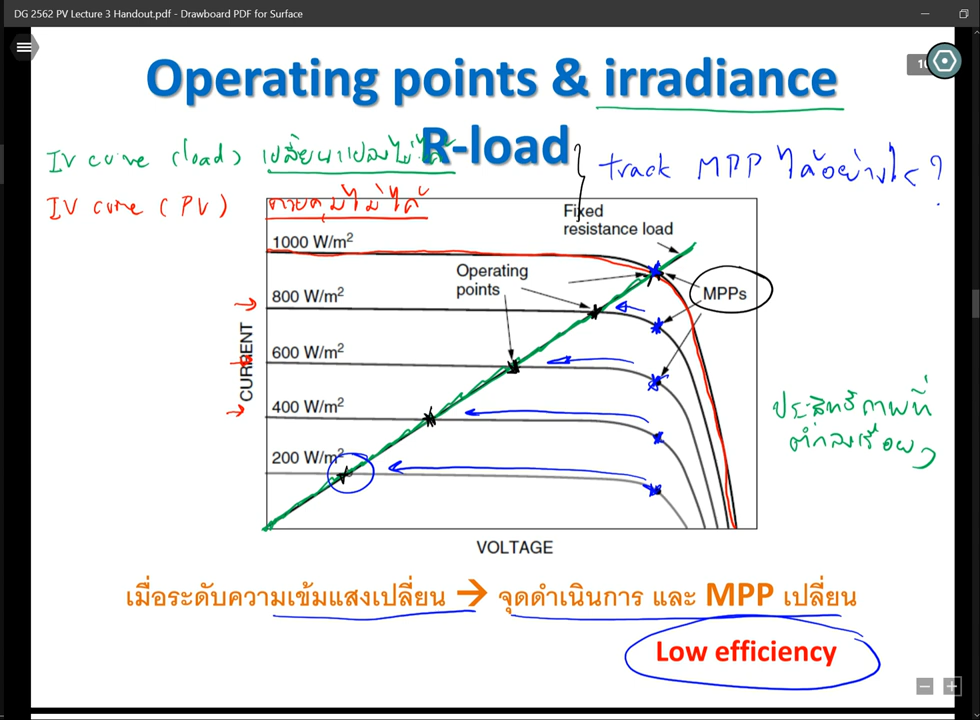 DG 2562 PV Lecture 3 Handout.pdf - Drawboard PDF for Surface
Operating points & irradiance
R-load
IV curve (load) เปลี่ยนแปลงไม่ได้
IV curve (PV) ควบคุมไม่ได้
track MPP ได้อย่างไร ?
Fixed
resistance load
1000 W/m²
Operating
points
MPPs
800 W/m²
600 W/m²
400 W/m²
200 W/m²
CURRENT
VOLTAGE
ประสิทธิภาพที่
ต่ำลงเรื่อยๆ
เมื่อระดับความเข้มแสงเปลี่ยน → จุดดำเนินการ และ MPP เปลี่ยน
Low efficiency